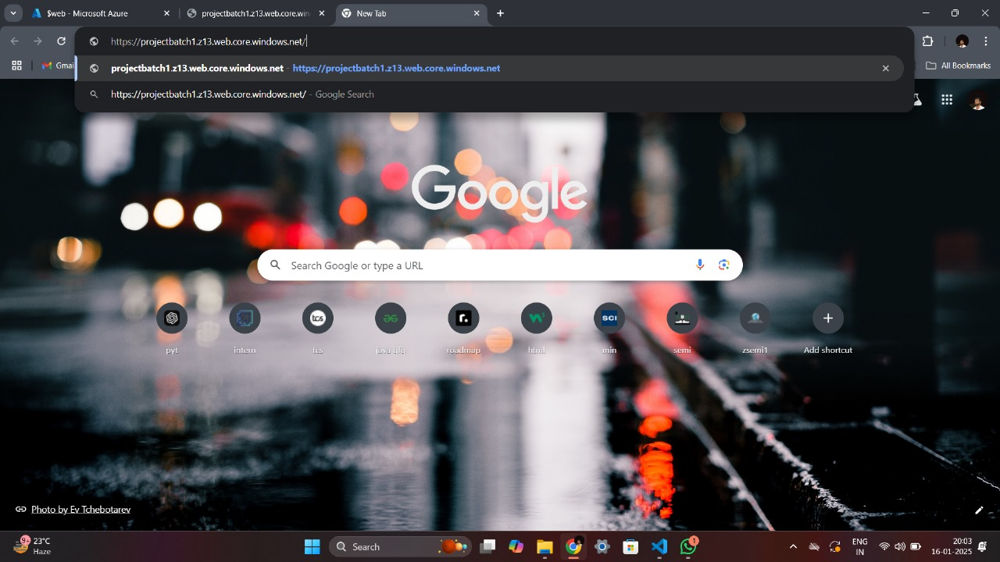 $web - Microsoft Azure
projectbatch1.z13.web.core.win
New Tab
https://projectbatch1.z13.web.core.windows.net/
Gmai
projectbatch1.z13.web.core.windows.net - https://projectbatch1.z13.web.core.windows.net
All Bookmarks
https://projectbatch1.z13.web.core.windows.net/ - Google Search
Google
Search Google or type a URL
tcs
r.
SCI
pyt
intern
tcs
java qfg
roadmap
html
min
semi
zsemi1
Add shortcut
Photo by Ev Tchebotarev
9+
23°C
Haze
Search
1
ENG
IN
20:03
16-01-2025